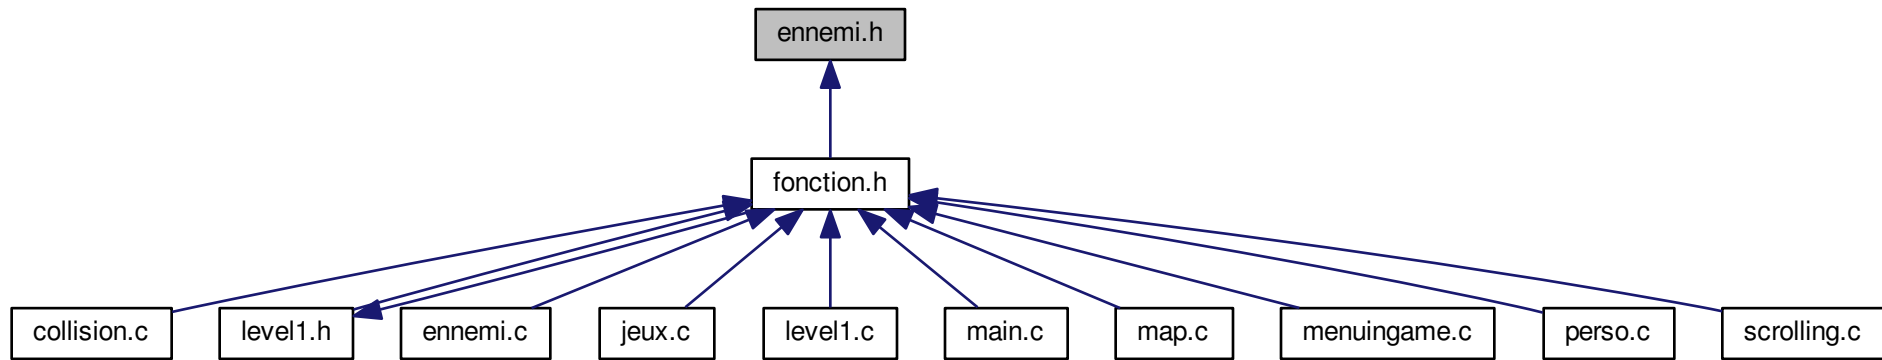 ennemi.h
fonction.h
collision.c
level1.h
ennemi.c
jeux.c
level1.c
main.c
map.c
menuingame.c
perso.c
scrolling.c